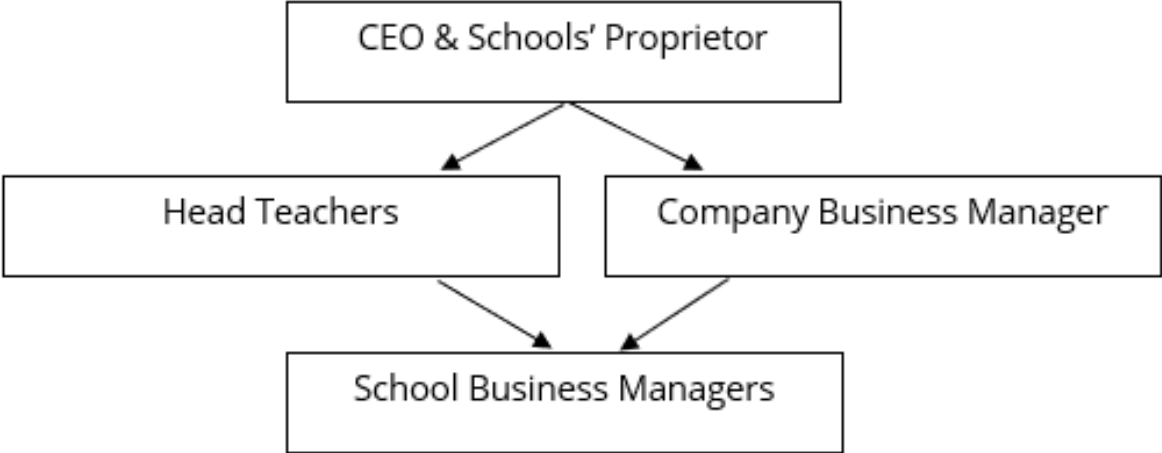 CEO & Schools’ Proprietor
Head Teachers
Company Business Manager
School Business Managers